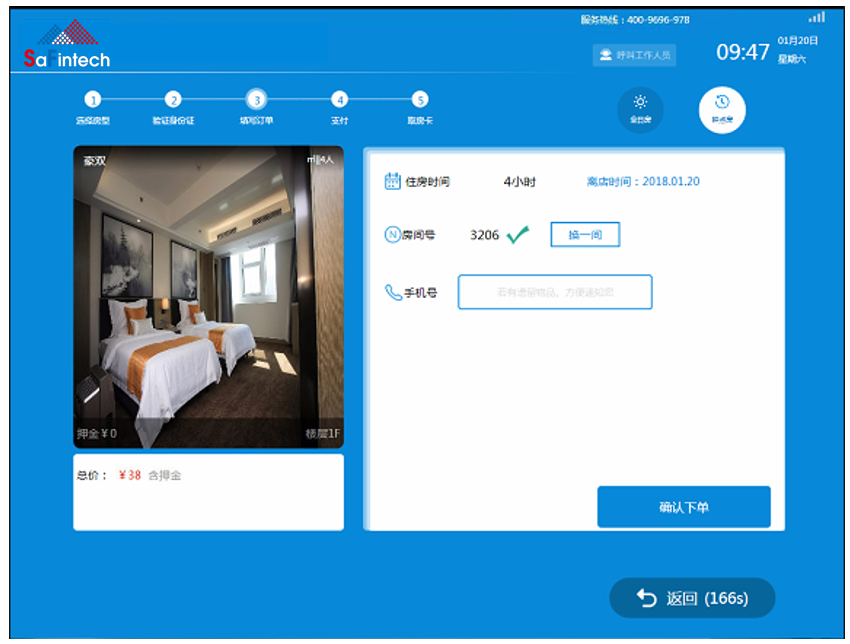 服务热线：400-9696-978
SaFintech
呼叫工作人员
09:47
01月20日
星期六
1 2 3 4 5
选择房型 验证身份证 填写订单 支付 取房卡
全日房
钟点房
豪双
4人
押金￥0
楼层1F
总价： ￥38 含押金
住房时间 4小时 离店时间：2018.01.20
N 房间号 3206 换一间
手机号 若有遗留物品，方便通知您
确认下单
返回 (166s)